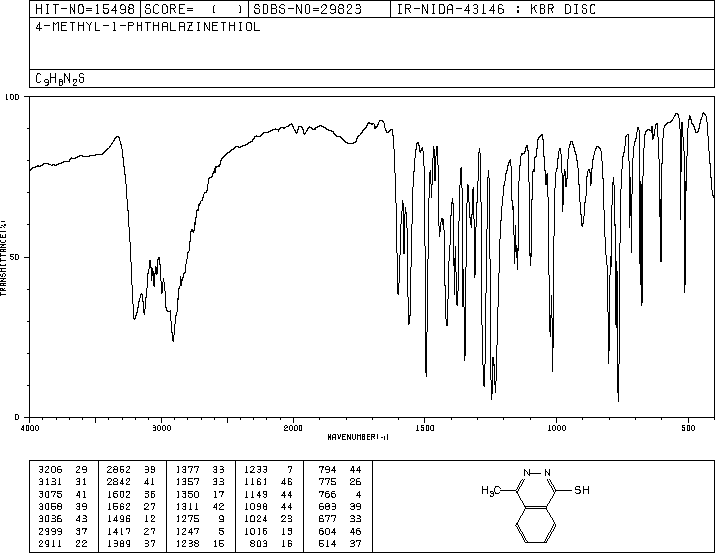 HIT-NO=15498 SCORE= ( ) SDBS-NO=29823 IR-NIDA-43146 : KBR DISC
4-METHYL-1-PHTHALAZINETHIOL
C9H8N2S
100
50
0
TRANSMITTANCE(%)
4000 3000 2000 1500 1000 500
WAVENUMBER(-1)
3206 29 2862 39 1377 33 1233 7 794 44
3131 31 2842 41 1357 33 1161 46 775 26
3075 41 1602 36 1350 17 1149 44 766 4
3058 39 1562 27 1311 42 1098 44 683 39
3036 43 1496 12 1275 9 1024 23 677 33
2999 37 1417 27 1247 5 1016 19 604 46
2911 22 1389 37 1238 15 803 16 514 37
N N
H3C SH